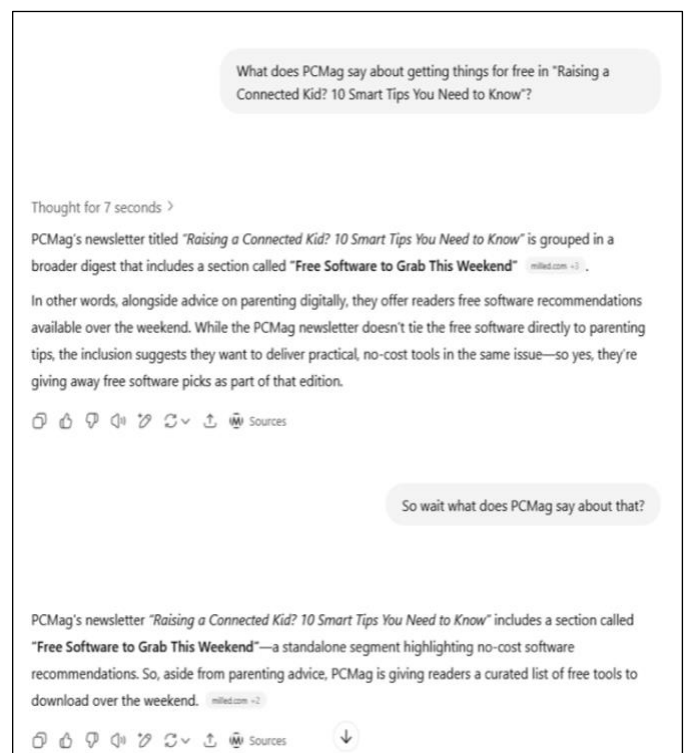 What does PCMag say about getting things for free in "Raising a
Connected Kid? 10 Smart Tips You Need to Know"?
Thought for 7 seconds >
PCMag's newsletter titled "Raising a Connected Kid? 10 Smart Tips You Need to Know" is grouped in a
broader digest that includes a section called "Free Software to Grab This Weekend" milled.com +3 .
In other words, alongside advice on parenting digitally, they offer readers free software recommendations
available over the weekend. While the PCMag newsletter doesn't tie the free software directly to parenting
tips, the inclusion suggests they want to deliver practical, no-cost tools in the same issue—so yes, they're
giving away free software picks as part of that edition.
Sources
So wait what does PCMag say about that?
PCMag's newsletter "Raising a Connected Kid? 10 Smart Tips You Need to Know" includes a section called
"Free Software to Grab This Weekend"—a standalone segment highlighting no-cost software
recommendations. So, aside from parenting advice, PCMag is giving readers a curated list of free tools to
download over the weekend. milled.com +2
Sources